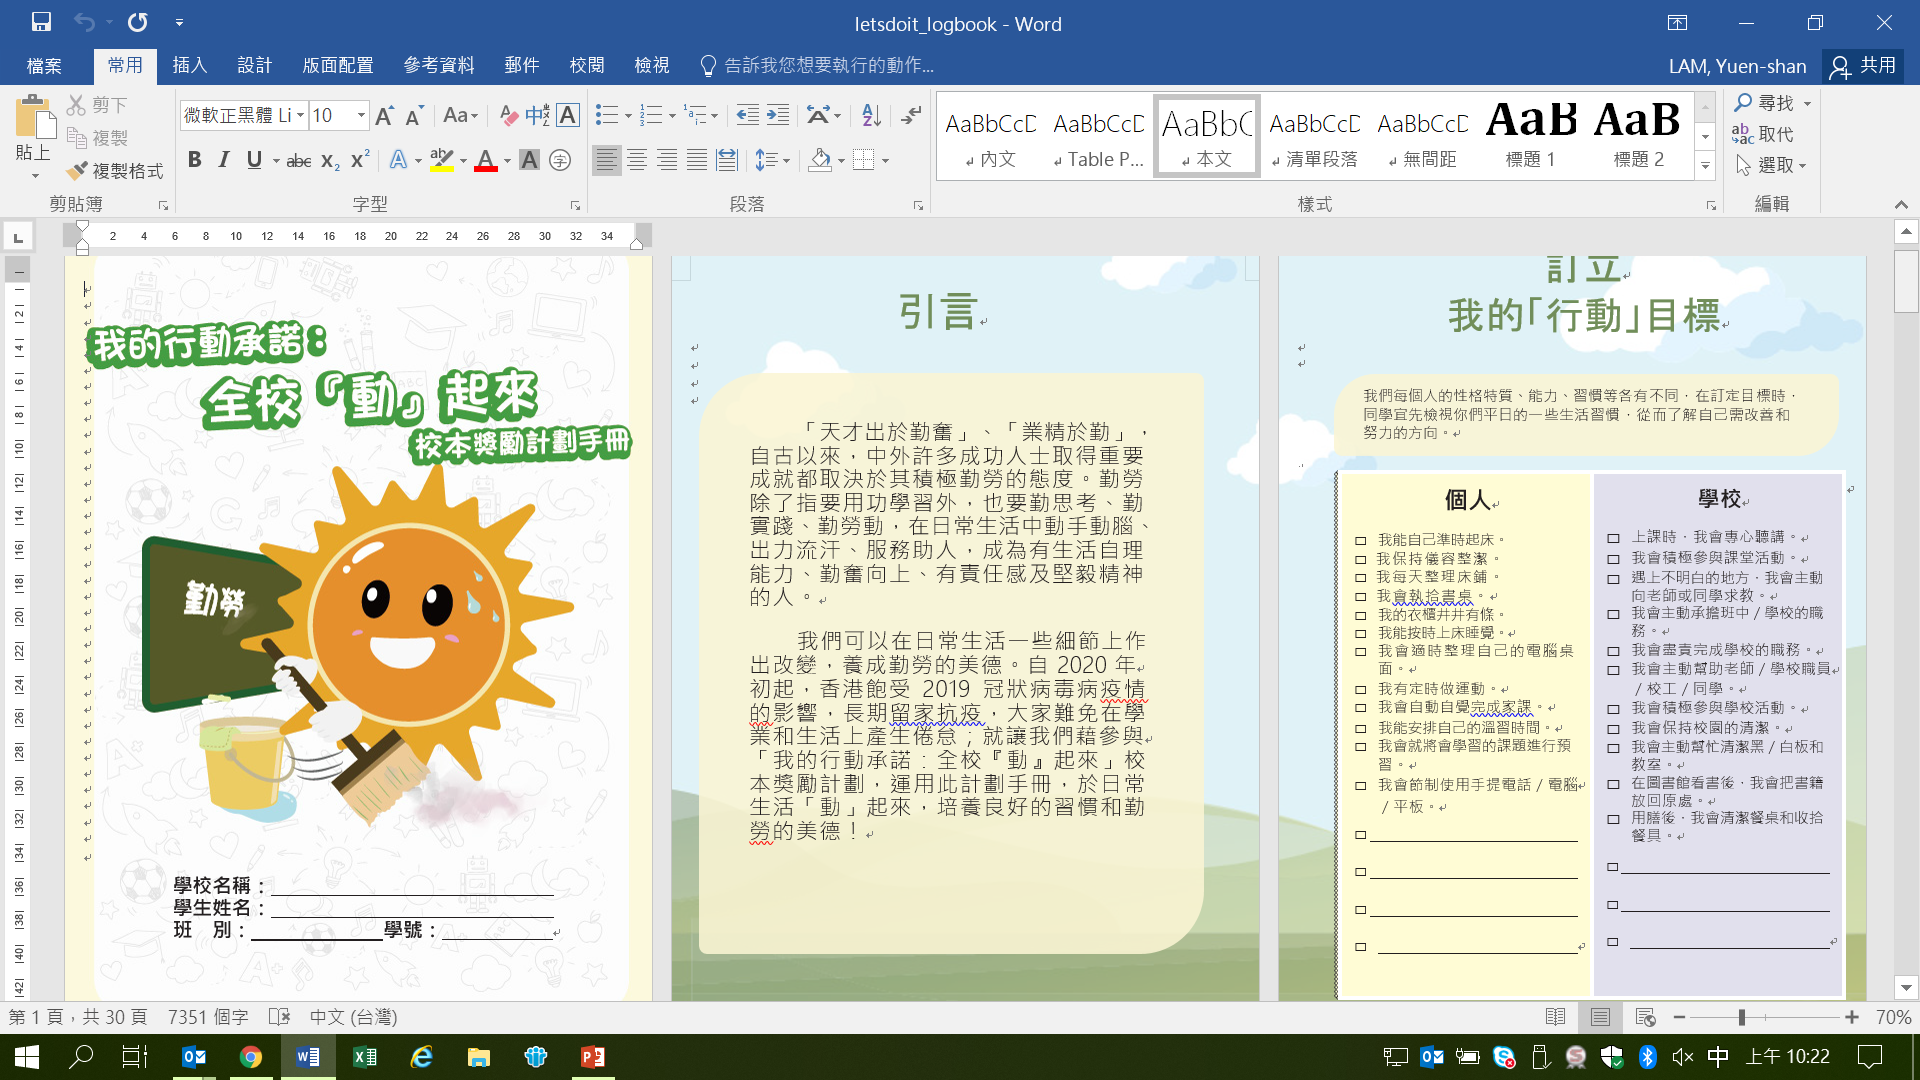 letsdoit_logbook - Word
檔案 常用 插入 設計 版面配置 參考資料 郵件 校閱 檢視 告訴我您想要執行的動作... LAM, Yuen-shan 共用
貼上
剪下
複製
複製格式
剪貼簿
微軟正黑體 Li 10
字型
段落
AaBbCcD AaBbCcD AaBbC AaBbCcD AaBbCcD AaB AaB
內文 Table P... 本文 清單段落 無間距 標題 1 標題 2
樣式
尋找
取代
選取
編輯
2 4 6 8 10 12 14 16 18 20 22 24 26 28 30 32 34
我的行動承諾：
全校『動』起來
校本獎勵計劃手冊
勤勞
學校名稱：
學生姓名：
班 別： 學號：
引言
「天才出於勤奮」、「業精於勤」，
自古以來，中外許多成功人士取得重要
成就都取決於其積極勤勞的態度。勤勞
除了指要用功學習外，也要勤思考、勤
實踐、勤勞動，在日常生活中動手動腦、
出力流汗、服務助人，成為有生活自理
能力、勤奮向上、有責任感及堅毅精神
的人。
我們可以在日常生活一些細節上作
出改變，養成勤勞的美德。自 2020 年
初起，香港飽受 2019 冠狀病毒病疫情
的影響，長期留家抗疫，大家難免在學
業和生活上產生倦怠；就讓我們藉參與
「我的行動承諾：全校『動』起來」校
本獎勵計劃，運用此計劃手冊，於日常
生活「動」起來，培養良好的習慣和勤
勞的美德！
訂立
我的「行動」目標
我們每個人的性格特質、能力、習慣等各有不同，在訂定目標時，
同學宜先檢視你們平日的一些生活習慣，從而了解自己需改善和
努力的方向。
個人
我能自己準時起床。
我保持儀容整潔。
我每天整理床鋪。
我會執拾書桌。
我的衣櫃井井有條。
我能按時上床睡覺。
我會適時整理自己的電腦桌
面。
我有定時做運動。
我會自動自覺完成家課。
我能安排自己的溫習時間。
我會就將會學習的課題進行預
習。
我會節制使用手提電話 / 電腦
/ 平板。
學校
上課時，我會專心聽講。
我會積極參與課堂活動。
遇上不明白的地方，我會主動
向老師或同學求教。
我會主動承擔班中 / 學校的職
務。
我會盡責完成學校的職務。
我會主動幫助老師 / 學校職員
/ 校工 / 同學。
我會積極參與學校活動。
我會保持校園的清潔。
我會主動幫忙清潔黑 / 白板和
教室。
在圖書館看書後，我會把書籍
放回原處。
用膳後，我會清潔餐桌和收拾
餐具。
第 1 頁，共 30 頁 7351 個字 中文 (台灣) 70%
中 上午 10:22